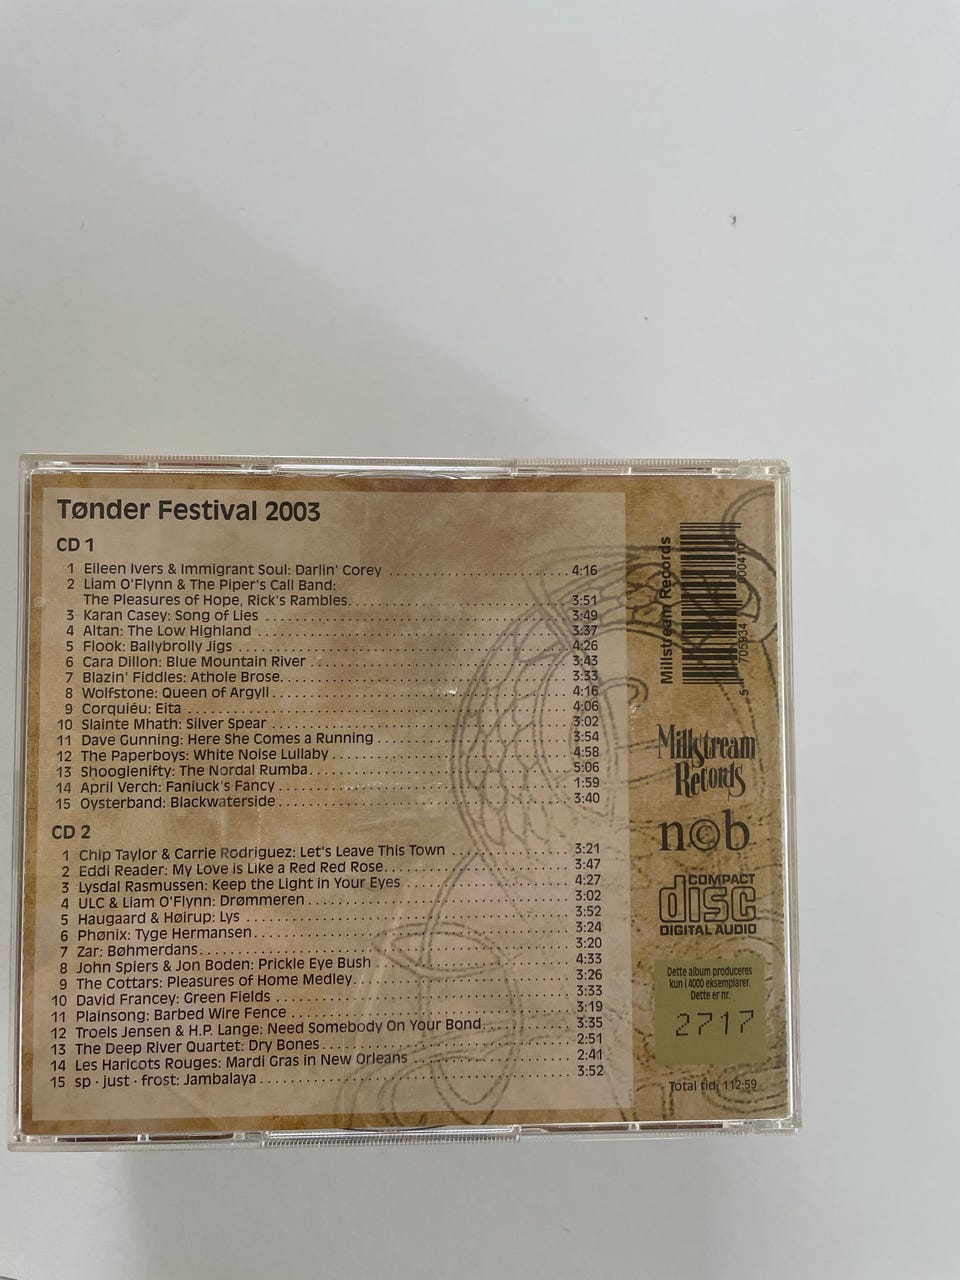 Tønder Festival 2003
CD 1
1 Eileen Ivers & Immigrant Soul: Darlin' Corey 4:16
2 Liam O'Flynn & The Piper's Call Band:
The Pleasures of Hope, Rick's Rambles 3:51
3 Karan Casey: Song of Lies 3:49
4 Altan: The Low Highland 3:37
5 Flook: Ballybrolly Jigs 4:26
6 Cara Dillon: Blue Mountain River 3:43
7 Blazin' Fiddles: Athole Brose 3:33
8 Wolfstone: Queen of Argyll 4:16
9 Corquiéu: Eita 4:06
10 Slainte Mhath: Silver Spear 3:02
11 Dave Gunning: Here She Comes a Running 3:54
12 The Paperboys: White Noise Lullaby 4:58
13 Shooglenifty: The Nordal Rumba 5:06
14 April Verch: Faniuck's Fancy 1:59
15 Oysterband: Blackwaterside 3:40
CD 2
1 Chip Taylor & Carrie Rodriguez: Let's Leave This Town 3:21
2 Eddi Reader: My Love is Like a Red Red Rose 3:47
3 Lysdal Rasmussen: Keep the Light in Your Eyes 4:27
4 ULC & Liam O'Flynn: Drømmeren 3:02
5 Haugaard & Høirup: Lys 3:52
6 Phønix: Tyge Hermansen 3:24
7 Zar: Bøhmerdans 3:20
8 John Spiers & Jon Boden: Prickle Eye Bush 4:33
9 The Cottars: Pleasures of Home Medley 3:26
10 David Francey: Green Fields 3:33
11 Plainsong: Barbed Wire Fence 3:19
12 Troels Jensen & H.P. Lange: Need Somebody On Your Bond 3:35
13 The Deep River Quartet: Dry Bones 2:51
14 Les Haricots Rouges: Mardi Gras in New Orleans 2:41
15 sp · just · frost: Jambalaya 3:52
Millstream Records
5 705934 000410
Millstream
Records
n©b
COMPACT
disc
DIGITAL AUDIO
Dette album produceres
kun i 4000 eksemplarer.
Dette er nr.
2717
Total tid: 112:59